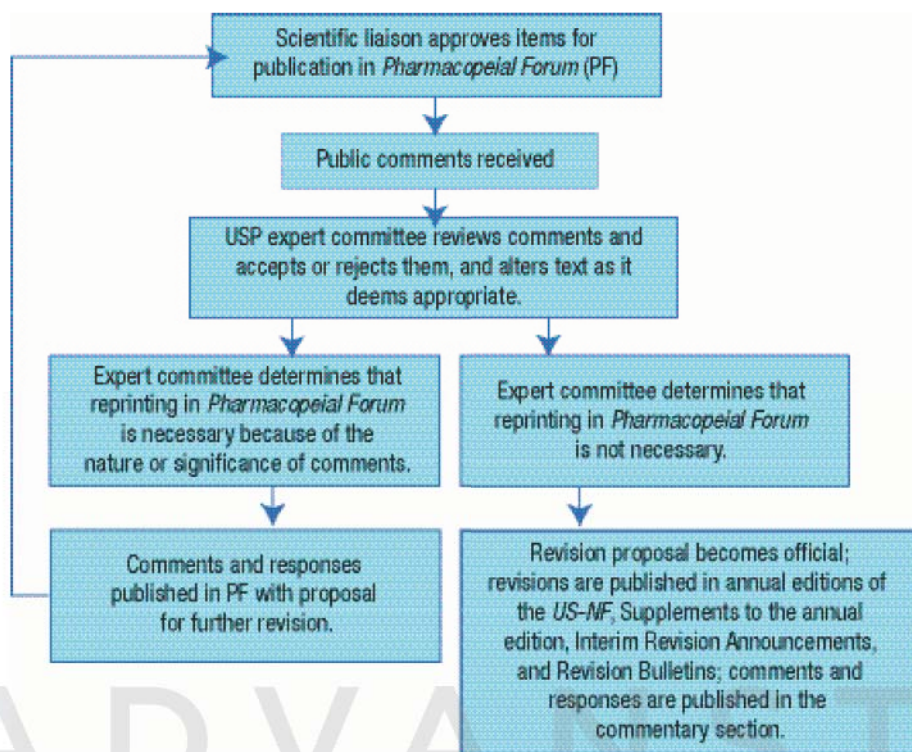 Scientific liaison approves items for
publication in Pharmacopeial Forum (PF)
Public comments received
USP expert committee reviews comments and
accepts or rejects them, and alters text as it
deems appropriate.
Expert committee determines that
reprinting in Pharmacopeial Forum
is necessary because of the
nature or significance of comments.
Expert committee determines that
reprinting in Pharmacopeial Forum
is not necessary.
Comments and responses
published in PF with proposal
for further revision.
Revision proposal becomes official;
revisions are published in annual editions of
the US–NF, Supplements to the annual
edition, Interim Revision Announcements,
and Revision Bulletins; comments and
responses are published in the
commentary section.